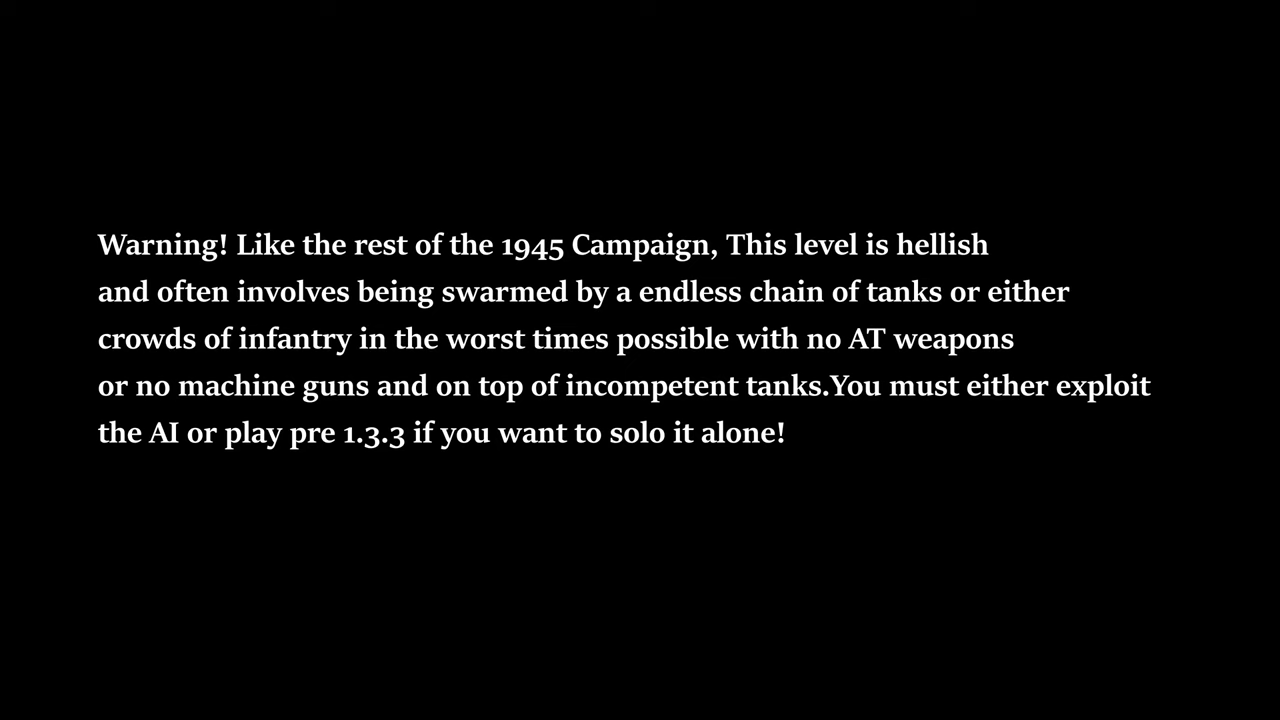 Warning! Like the rest of the 1945 Campaign, This level is hellish
and often involves being swarmed by a endless chain of tanks or either
crowds of infantry in the worst times possible with no AT weapons
or no machine guns and on top of incompetent tanks.You must either exploit
the AI or play pre 1.3.3 if you want to solo it alone!